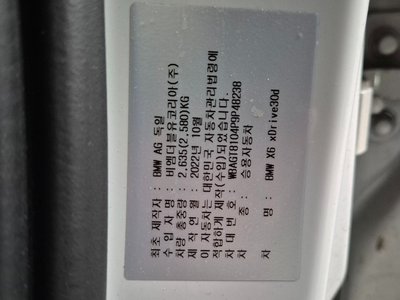 최초 제작자 : BMW AG 독일
수 입 자 명 : 비엠더블유코리아(주)
차량 총중량 : 2,635(2,580)KG
제 작 연 월 : 2022년 10월
이 자동차는 대한민국 자동차관리법령에
적합하게 제작(수입)되었습니다.
차 대 번 호 : WBAGT8104P9P48238
차 종 : 승용자동차
차 명 : BMW X6 xDrive30d